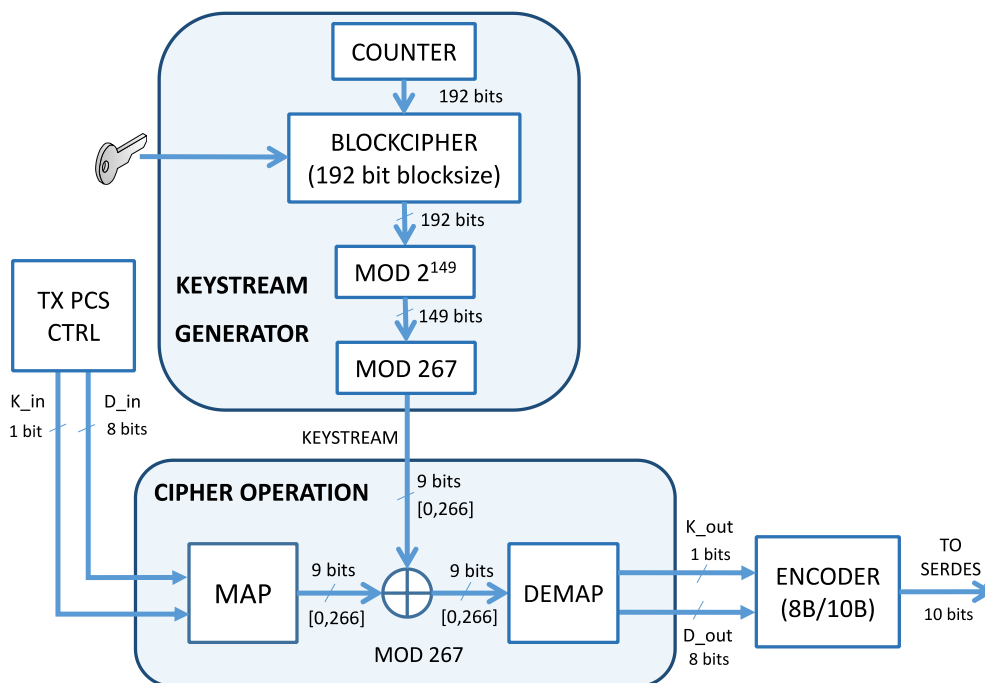 COUNTER
192 bits
BLOCKCIPHER
(192 bit blocksize)
192 bits
MOD 2¹⁴⁹
149 bits
KEYSTREAM
GENERATOR
MOD 267
TX PCS
CTRL
K_in
1 bit
D_in
8 bits
KEYSTREAM
CIPHER OPERATION
9 bits
[0,266]
MAP
9 bits
[0,266]
MOD 267
9 bits
[0,266]
DEMAP
K_out
1 bits
D_out
8 bits
ENCODER
(8B/10B)
TO
SERDES
10 bits